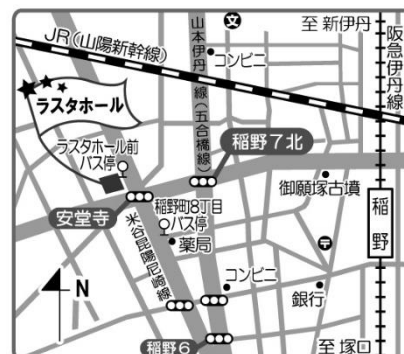 至 新伊丹
阪急伊丹線
JR(山陽新幹線)
山本伊丹線(五合橋線)
文
コンビニ
ラスタホール
稲野7北
ラスタホール前
バス停
御願塚古墳
稲野
安堂寺
稲野町8丁目
バス停
薬局
米谷昆陽尼崎線
〒
N
コンビニ
銀行
稲野6
至 塚口